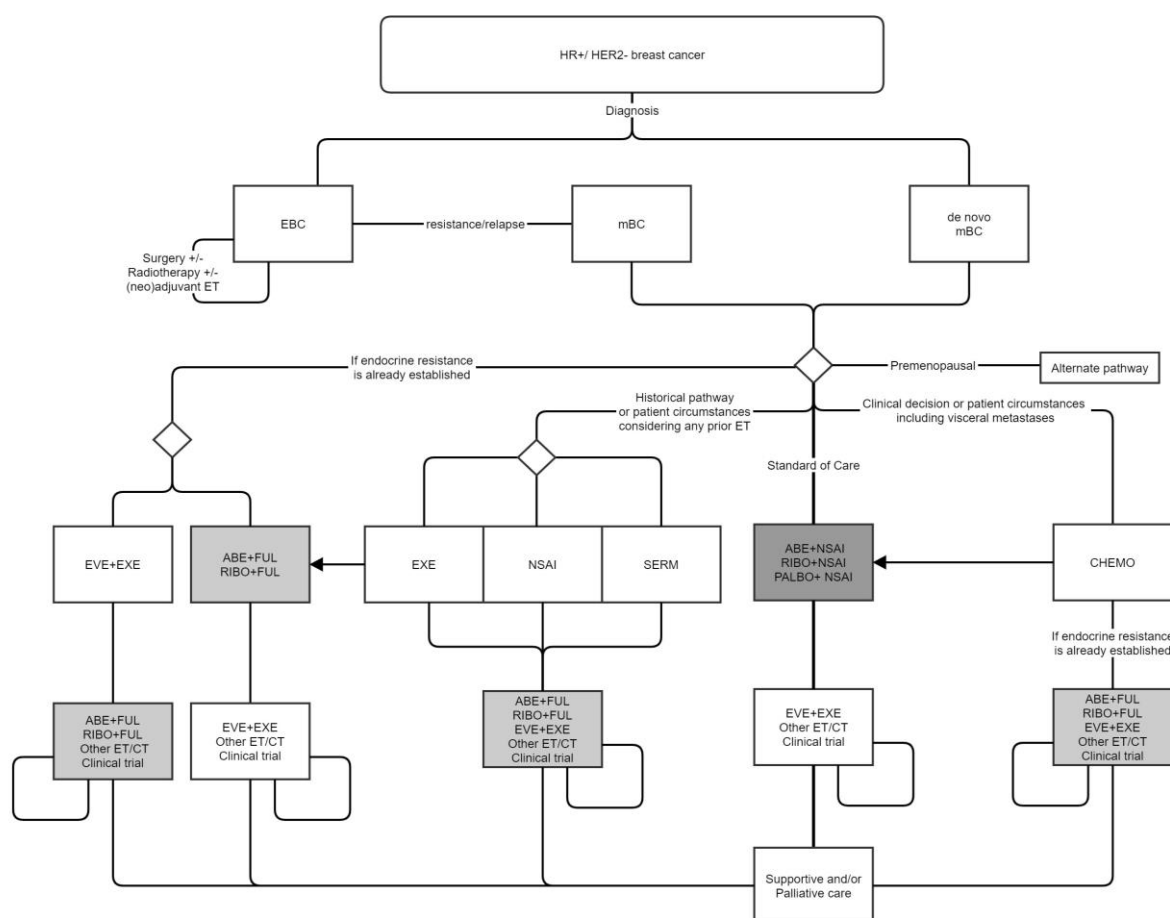 HR+/ HER2- breast cancer
Diagnosis
EBC
resistance/relapse
mBC
de novo
mBC
Surgery +/-
Radiotherapy +/-
(neo)adjuvant ET
If endocrine resistance
is already established
Premenopausal
Alternate pathway
Historical pathway
or patient circumstances
considering any prior ET
Clinical decision or patient circumstances
including visceral metastases
Standard of Care
EVE+EXE
ABE+FUL
RIBO+FUL
EXE
NSAI
SERM
ABE+NSAI
RIBO+NSAI
PALBO+ NSAI
CHEMO
If endocrine resistance
is already established
ABE+FUL
RIBO+FUL
Other ET/CT
Clinical trial
EVE+EXE
Other ET/CT
Clinical trial
ABE+FUL
RIBO+FUL
EVE+EXE
Other ET/CT
Clinical trial
EVE+EXE
Other ET/CT
Clinical trial
ABE+FUL
RIBO+FUL
EVE+EXE
Other ET/CT
Clinical trial
Supportive and/or
Palliative care